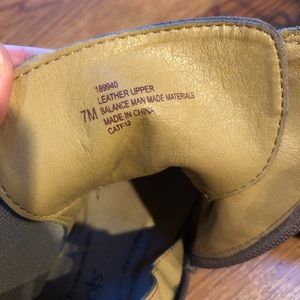 189940
LEATHER UPPER
7M BALANCE MAN MADE MATERIALS
MADE IN CHINA